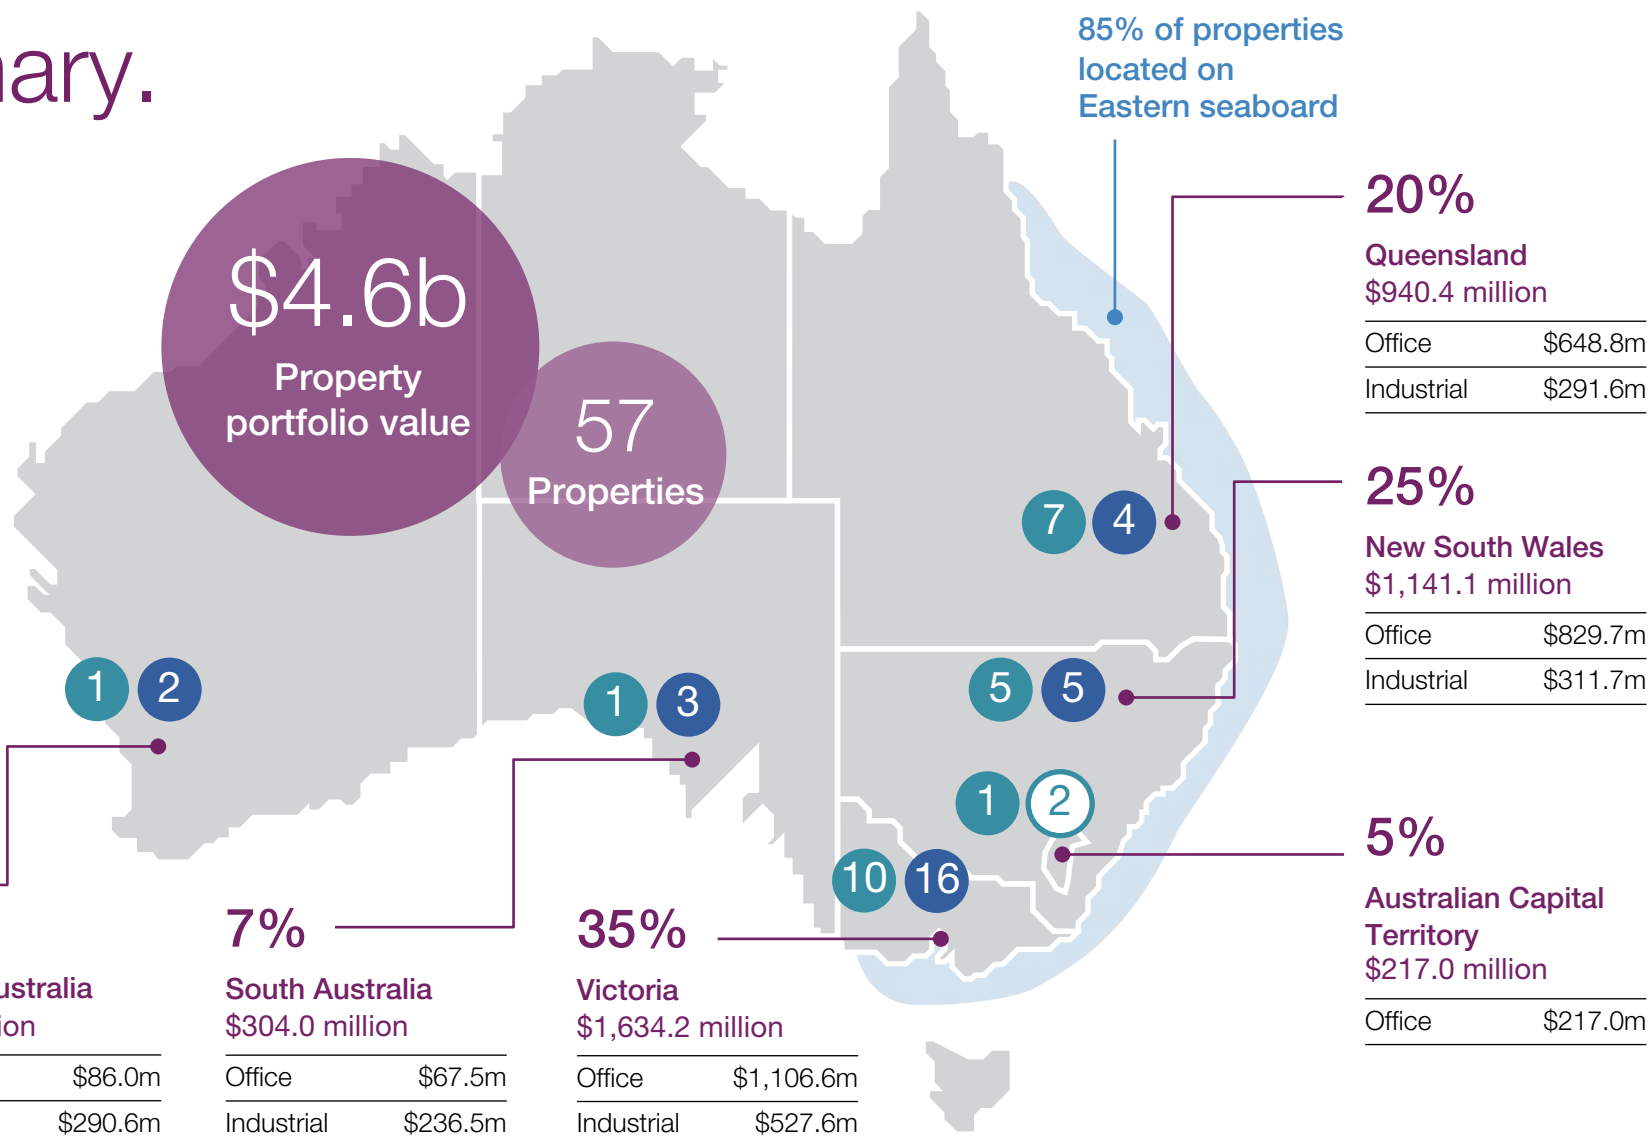 85% of properties
located on
Eastern seaboard
$4.6b
Property
portfolio value
57
Properties
20%
Queensland
$940.4 million
Office $648.8m
Industrial $291.6m
7 4
25%
New South Wales
$1,141.1 million
Office $829.7m
Industrial $311.7m
5 5
1 2
1 3
1 2
10 16
5%
Australian Capital
Territory
$217.0 million
Office $217.0m
$86.0m
$290.6m
7%
South Australia
$304.0 million
Office $67.5m
Industrial $236.5m
35%
Victoria
$1,634.2 million
Office $1,106.6m
Industrial $527.6m